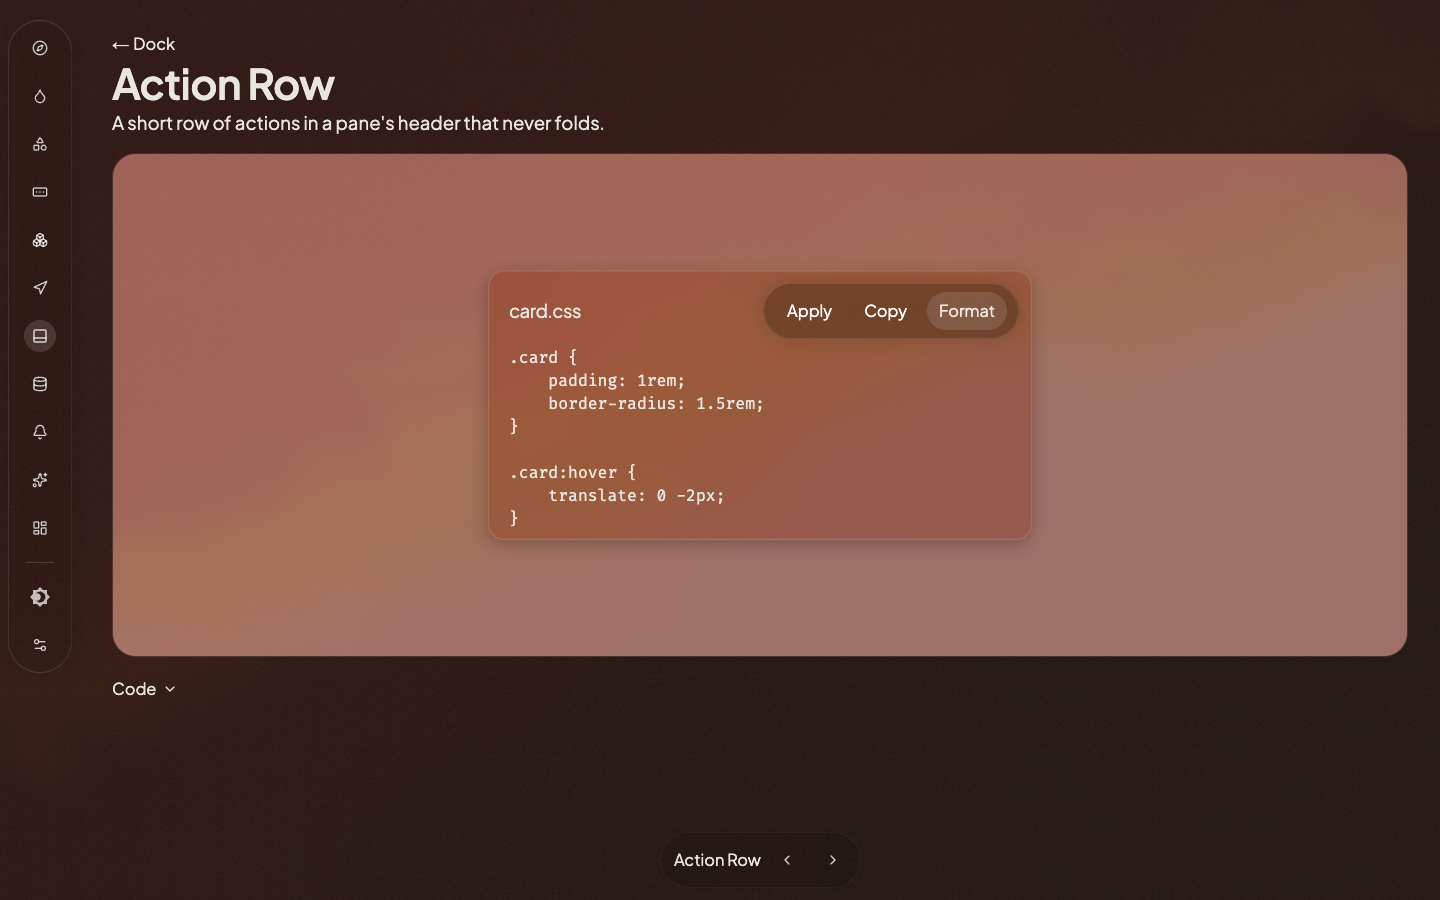 ← Dock
Action Row
A short row of actions in a pane's header that never folds.
card.css
Apply
Copy
Format
.card {
    padding: 1rem;
    border-radius: 1.5rem;
}
.card:hover {
    translate: 0 -2px;
}
Code
Action Row